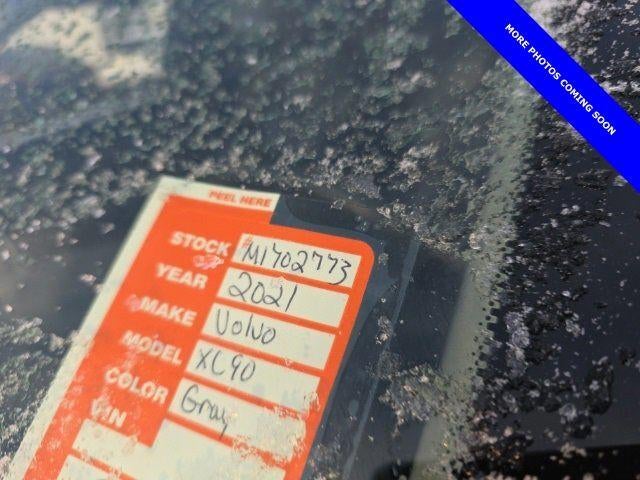 MORE PHOTOS COMING SOON
PEEL HERE
STOCK #M1702773
YEAR 2021
MAKE Volvo
MODEL XC90
COLOR Gray
VIN